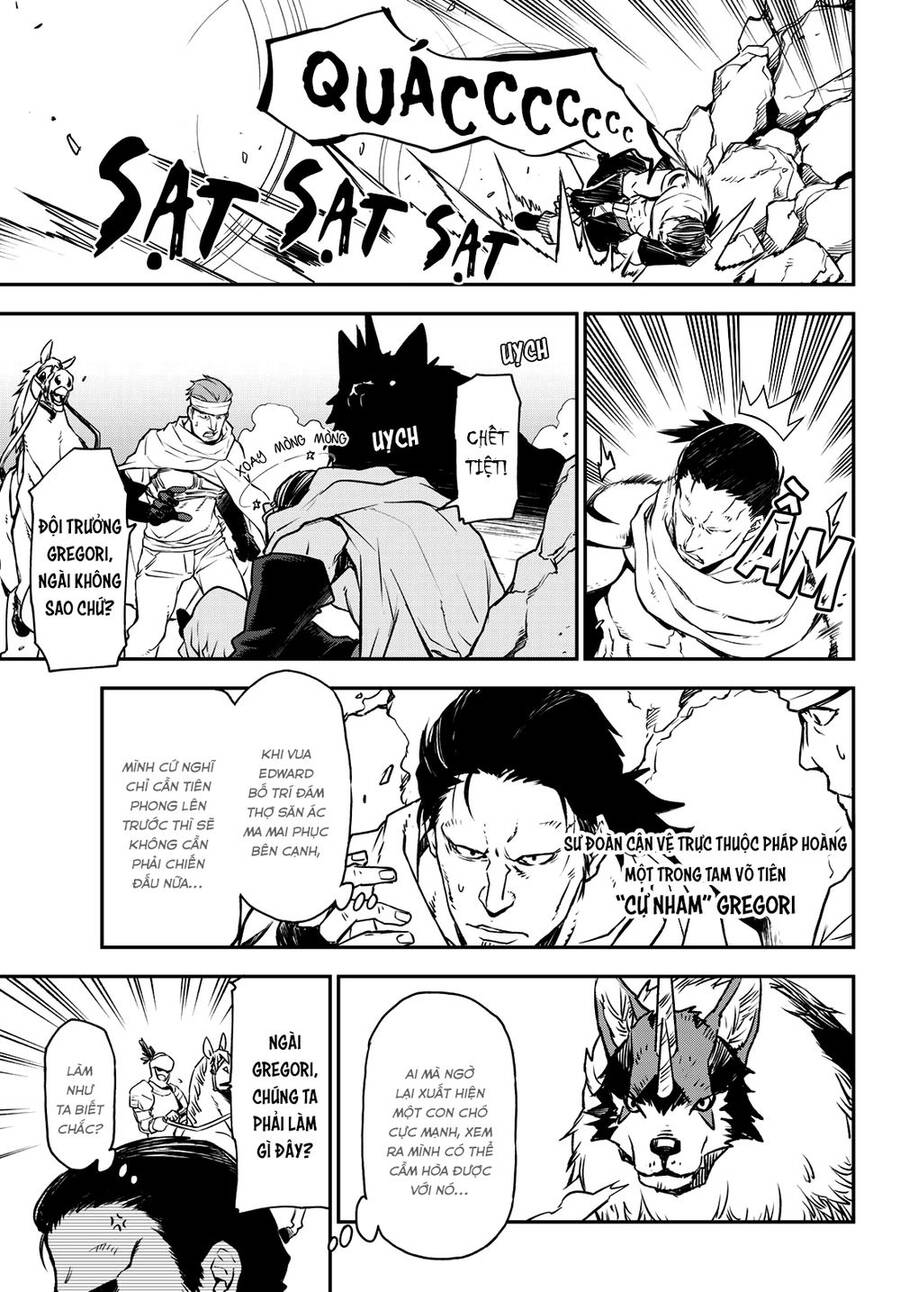 QUÁCCCCCCC
SẠT SẠT SẠT
ẦM
UỴCH
CHẾT
TIỆT!
UỴCH
XOAY MÒNG MÒNG
ĐỘI TRƯỞNG
GREGORI,
NGÀI KHÔNG
SAO CHỨ?
KHI VUA
EDWARD
BỐ TRÍ ĐÁM
THỢ SĂN ÁC
MA MAI PHỤC
BÊN CẠNH,
MÌNH CỨ NGHĨ
CHỈ CẦN TIÊN
PHONG LÊN
TRƯỚC THÌ SẼ
KHÔNG CẦN
PHẢI CHIẾN
ĐẤU NỮA...
SƯ ĐOÀN CẬN VỆ TRỰC THUỘC PHÁP HOÀNG
MỘT TRONG TAM VÕ TIÊN
“CỰ NHAM” GREGORI
AI MÀ NGỜ
LẠI XUẤT HIỆN
MỘT CON CHÓ
CỰC MẠNH, XEM
RA MÌNH CÓ THỂ
CẦM HÒA ĐƯỢC
VỚI NÓ...
NGÀI
GREGORI,
CHÚNG TA
PHẢI LÀM
GÌ ĐÂY?
LÀM
NHƯ
TA BIẾT
CHẮC?